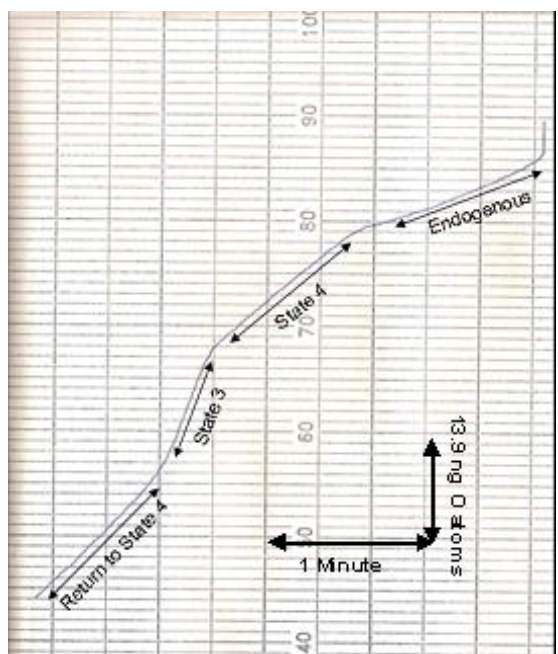 100
90
Endogenous
80
State 4
70
State 3
60
13.9 ng O atoms
50
1 Minute
Return to State 4
40